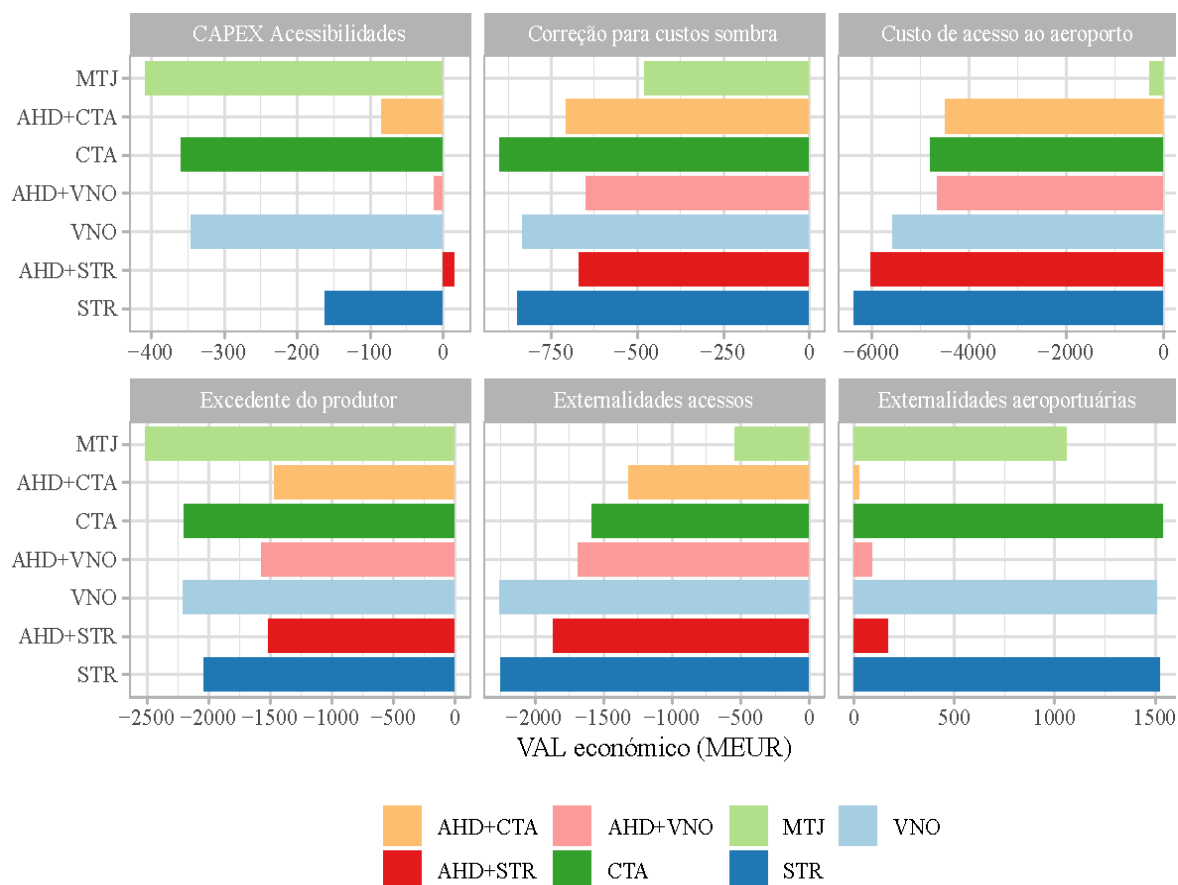 CAPEX Acessibilidades
Correção para custos sombra
Custo de acesso ao aeroporto
MTJ
AHD+CTA
CTA
AHD+VNO
VNO
AHD+STR
STR
−400 −300 −200 −100 0
−750 −500 −250 0
−6000 −4000 −2000 0
Excedente do produtor
Externalidades acessos
Externalidades aeroportuárias
MTJ
AHD+CTA
CTA
AHD+VNO
VNO
AHD+STR
STR
−2500 −2000 −1500 −1000 −500 0
−2000 −1500 −1000 −500 0
0 500 1000 1500
VAL económico (MEUR)
AHD+CTA AHD+VNO MTJ VNO
AHD+STR CTA STR